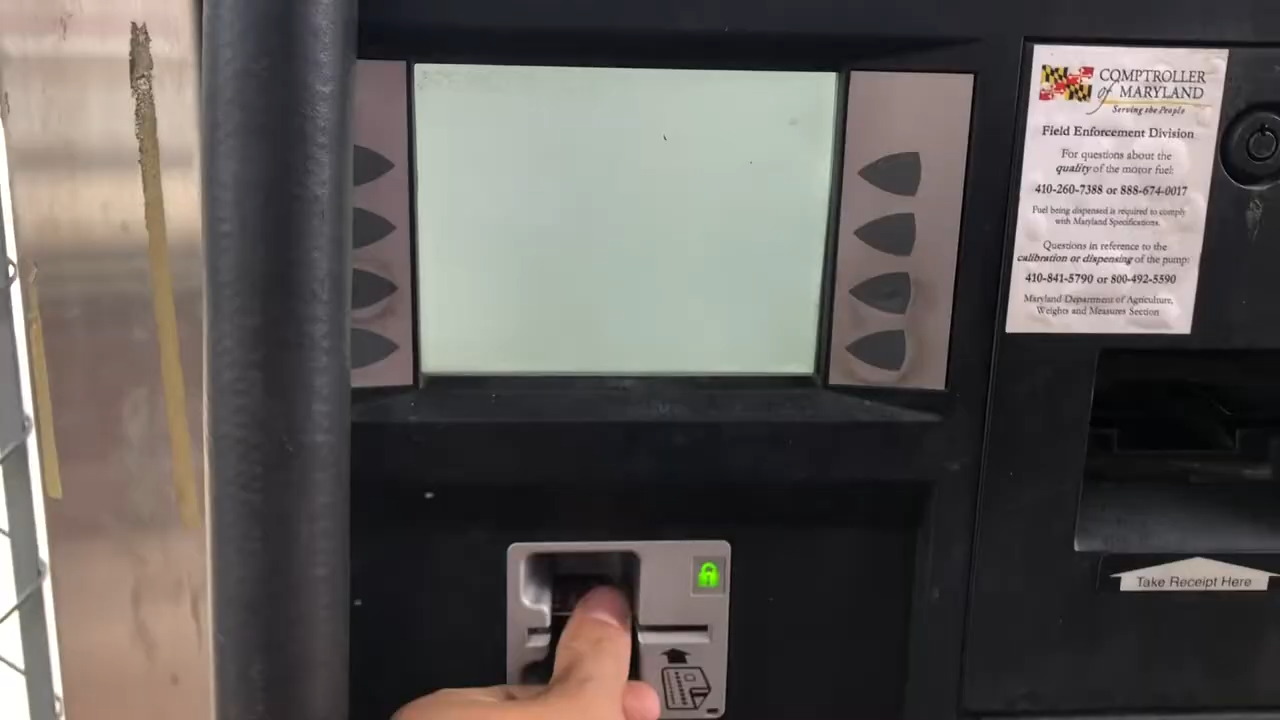 COMPTROLLER
of MARYLAND
Serving the People
Field Enforcement Division
For questions about the
quality of the motor fuel:
410-260-7388 or 888-674-0017
Fuel being dispensed is required to comply
with Maryland Specifications.
Questions in reference to the
calibration or dispensing of the pump:
410-841-5790 or 800-492-5590
Maryland Department of Agriculture,
Weights and Measures Section
Take Receipt Here